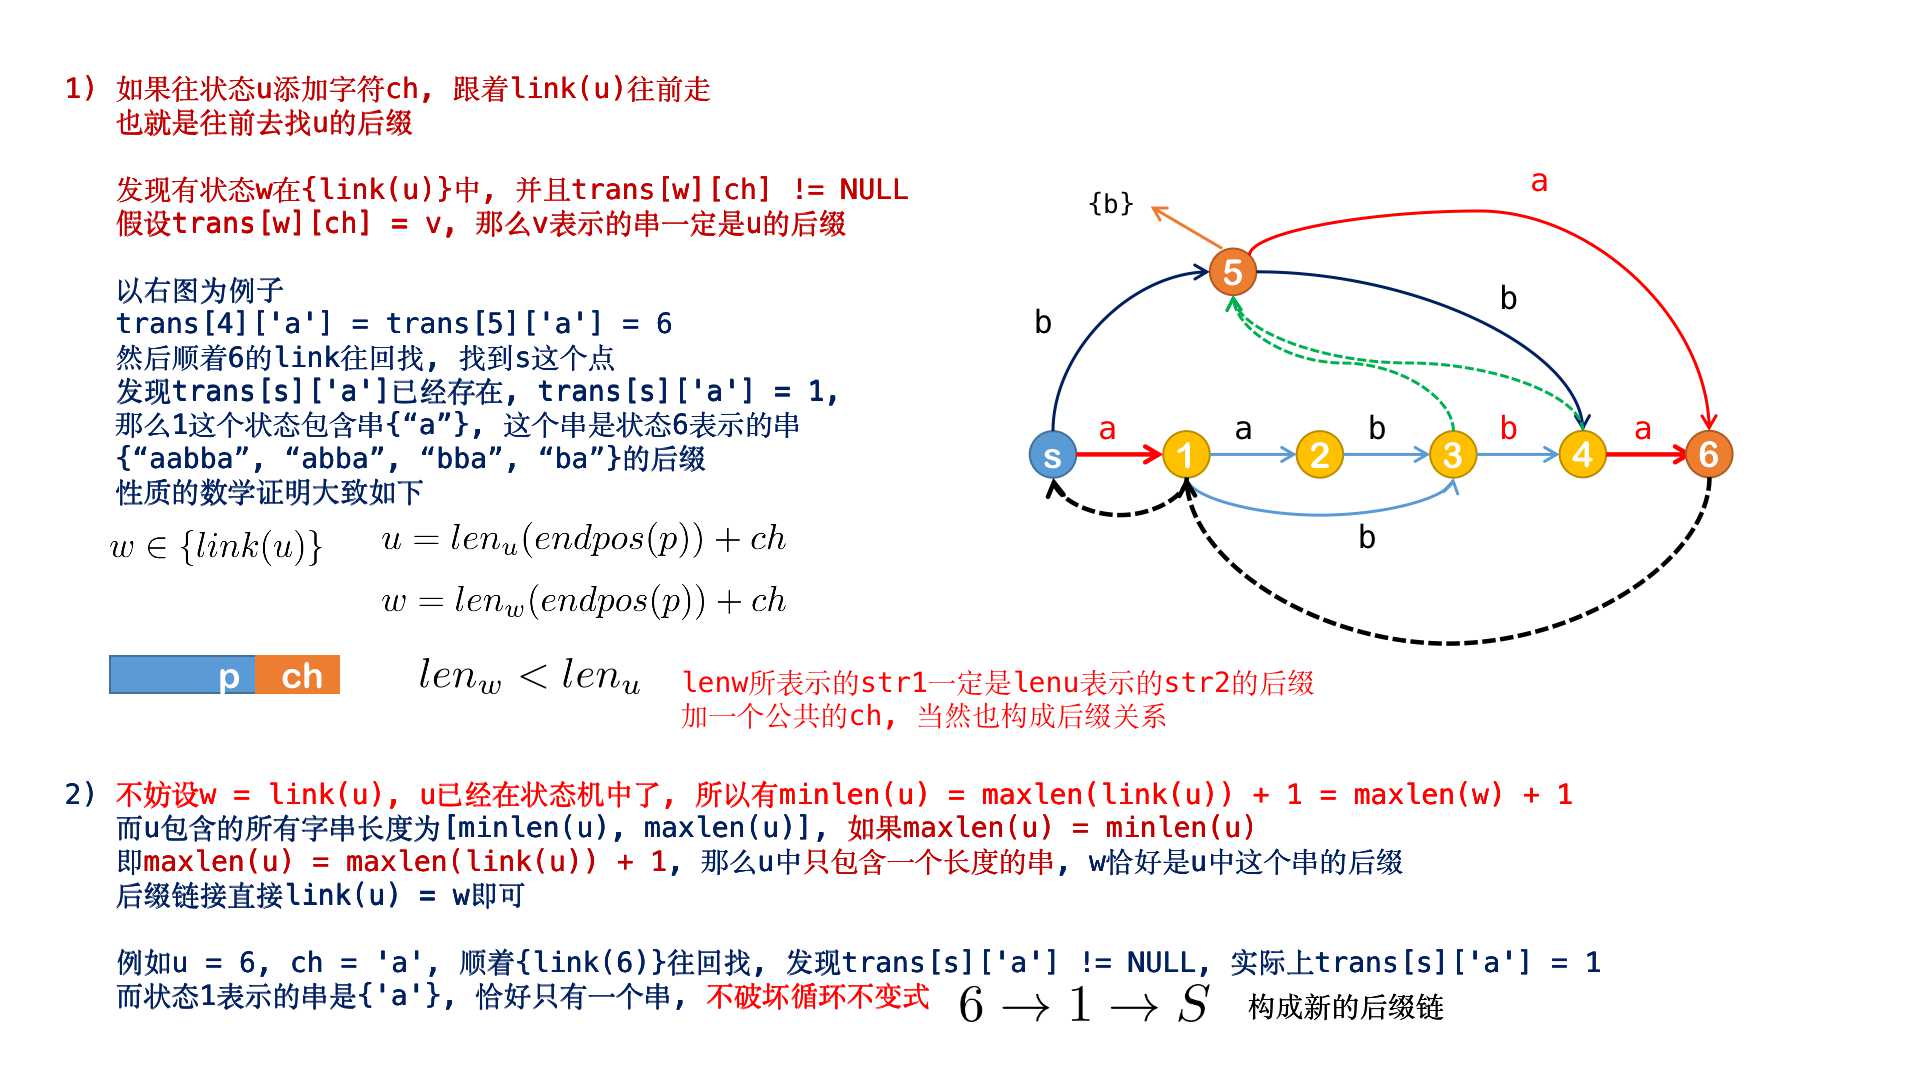 1) 如果往状态u添加字符ch, 跟着link(u)往前走
也就是往前去找u的后缀
发现有状态w在{link(u)}中, 并且trans[w][ch] != NULL
假设trans[w][ch] = v, 那么v表示的串一定是u的后缀
以右图为例子
trans[4]['a'] = trans[5]['a'] = 6
然后顺着6的link往回找, 找到s这个点
发现trans[s]['a']已经存在, trans[s]['a'] = 1,
那么1这个状态包含串{“a”}, 这个串是状态6表示的串
{“aabba”, “abba”, “bba”, “ba”}的后缀
性质的数学证明大致如下
w ∈ {link(u)}
u = len_u(endpos(p)) + ch
w = len_w(endpos(p)) + ch
p ch
len_w < len_u
lenw所表示的str1一定是lenu表示的str2的后缀
加一个公共的ch, 当然也构成后缀关系
a
{b}
5
b
b
a
a
b
b
a
s
1
2
3
4
6
b
2) 不妨设w = link(u), u已经在状态机中了, 所以有minlen(u) = maxlen(link(u)) + 1 = maxlen(w) + 1
而u包含的所有字串长度为[minlen(u), maxlen(u)], 如果maxlen(u) = minlen(u)
即maxlen(u) = maxlen(link(u)) + 1, 那么u中只包含一个长度的串, w恰好是u中这个串的后缀
后缀链接直接link(u) = w即可
例如u = 6, ch = 'a', 顺着{link(6)}往回找, 发现trans[s]['a'] != NULL, 实际上trans[s]['a'] = 1
而状态1表示的串是{'a'}, 恰好只有一个串, 不破坏循环不变式 6 → 1 → S 构成新的后缀链